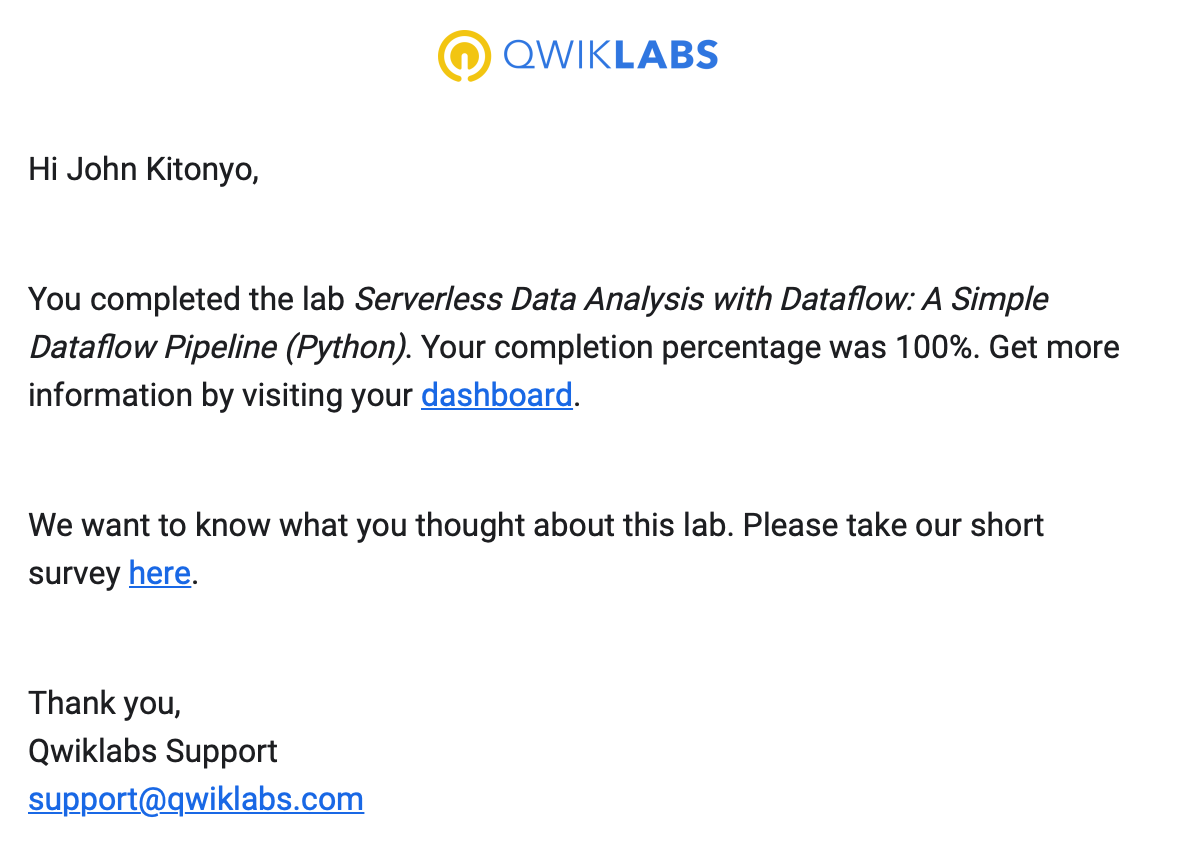 QWIKLABS
Hi John Kitonyo,
You completed the lab Serverless Data Analysis with Dataflow: A Simple
Dataflow Pipeline (Python). Your completion percentage was 100%. Get more
information by visiting your dashboard.
We want to know what you thought about this lab. Please take our short
survey here.
Thank you,
Qwiklabs Support
support@qwiklabs.com